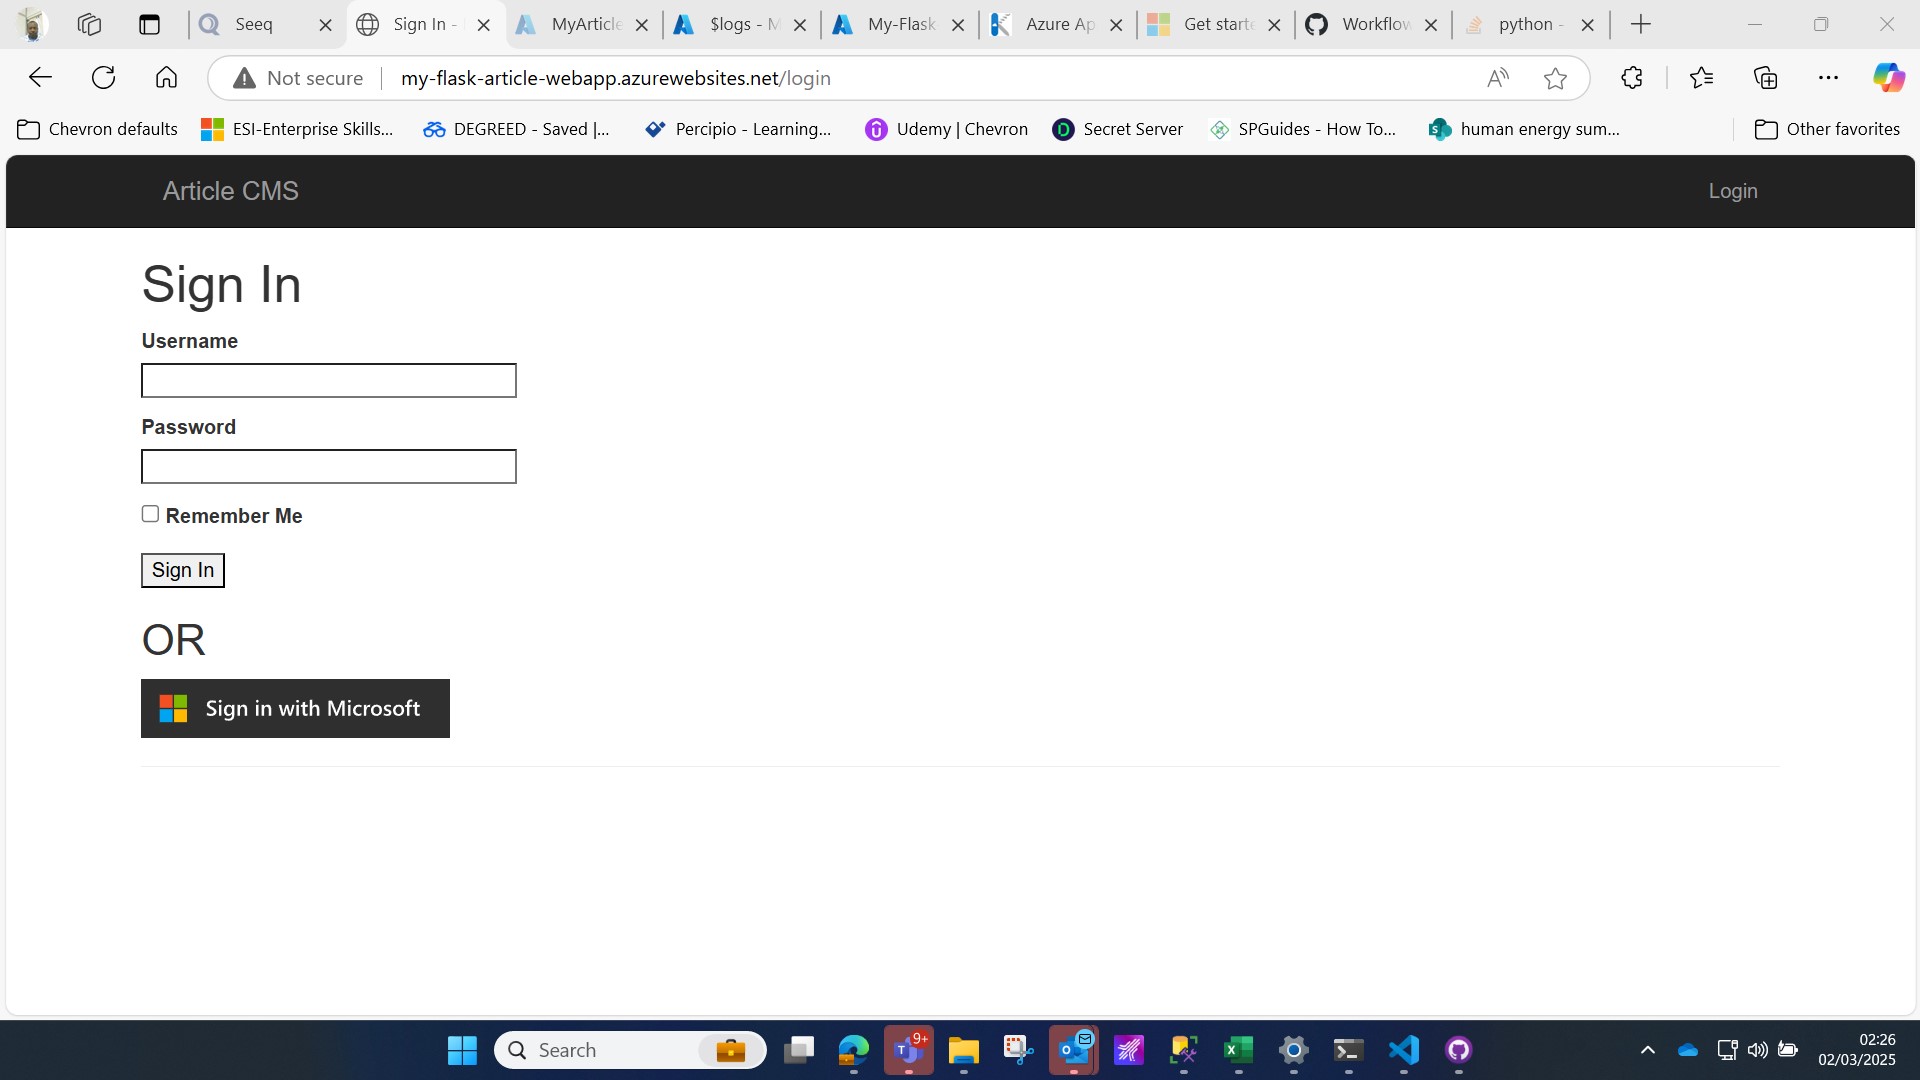 Seeq
Sign In -
MyArticle
$logs - M
My-Flask
Azure Ap
Get starte
Workflow
python -
Not secure
my-flask-article-webapp.azurewebsites.net/login
Chevron defaults
ESI-Enterprise Skills...
DEGREED - Saved |...
Percipio - Learning...
Udemy | Chevron
Secret Server
SPGuides - How To...
human energy sum...
Other favorites
Article CMS
Login
Sign In
Username
Password
Remember Me
Sign In
OR
Sign in with Microsoft
Search
9+
02:26
02/03/2025